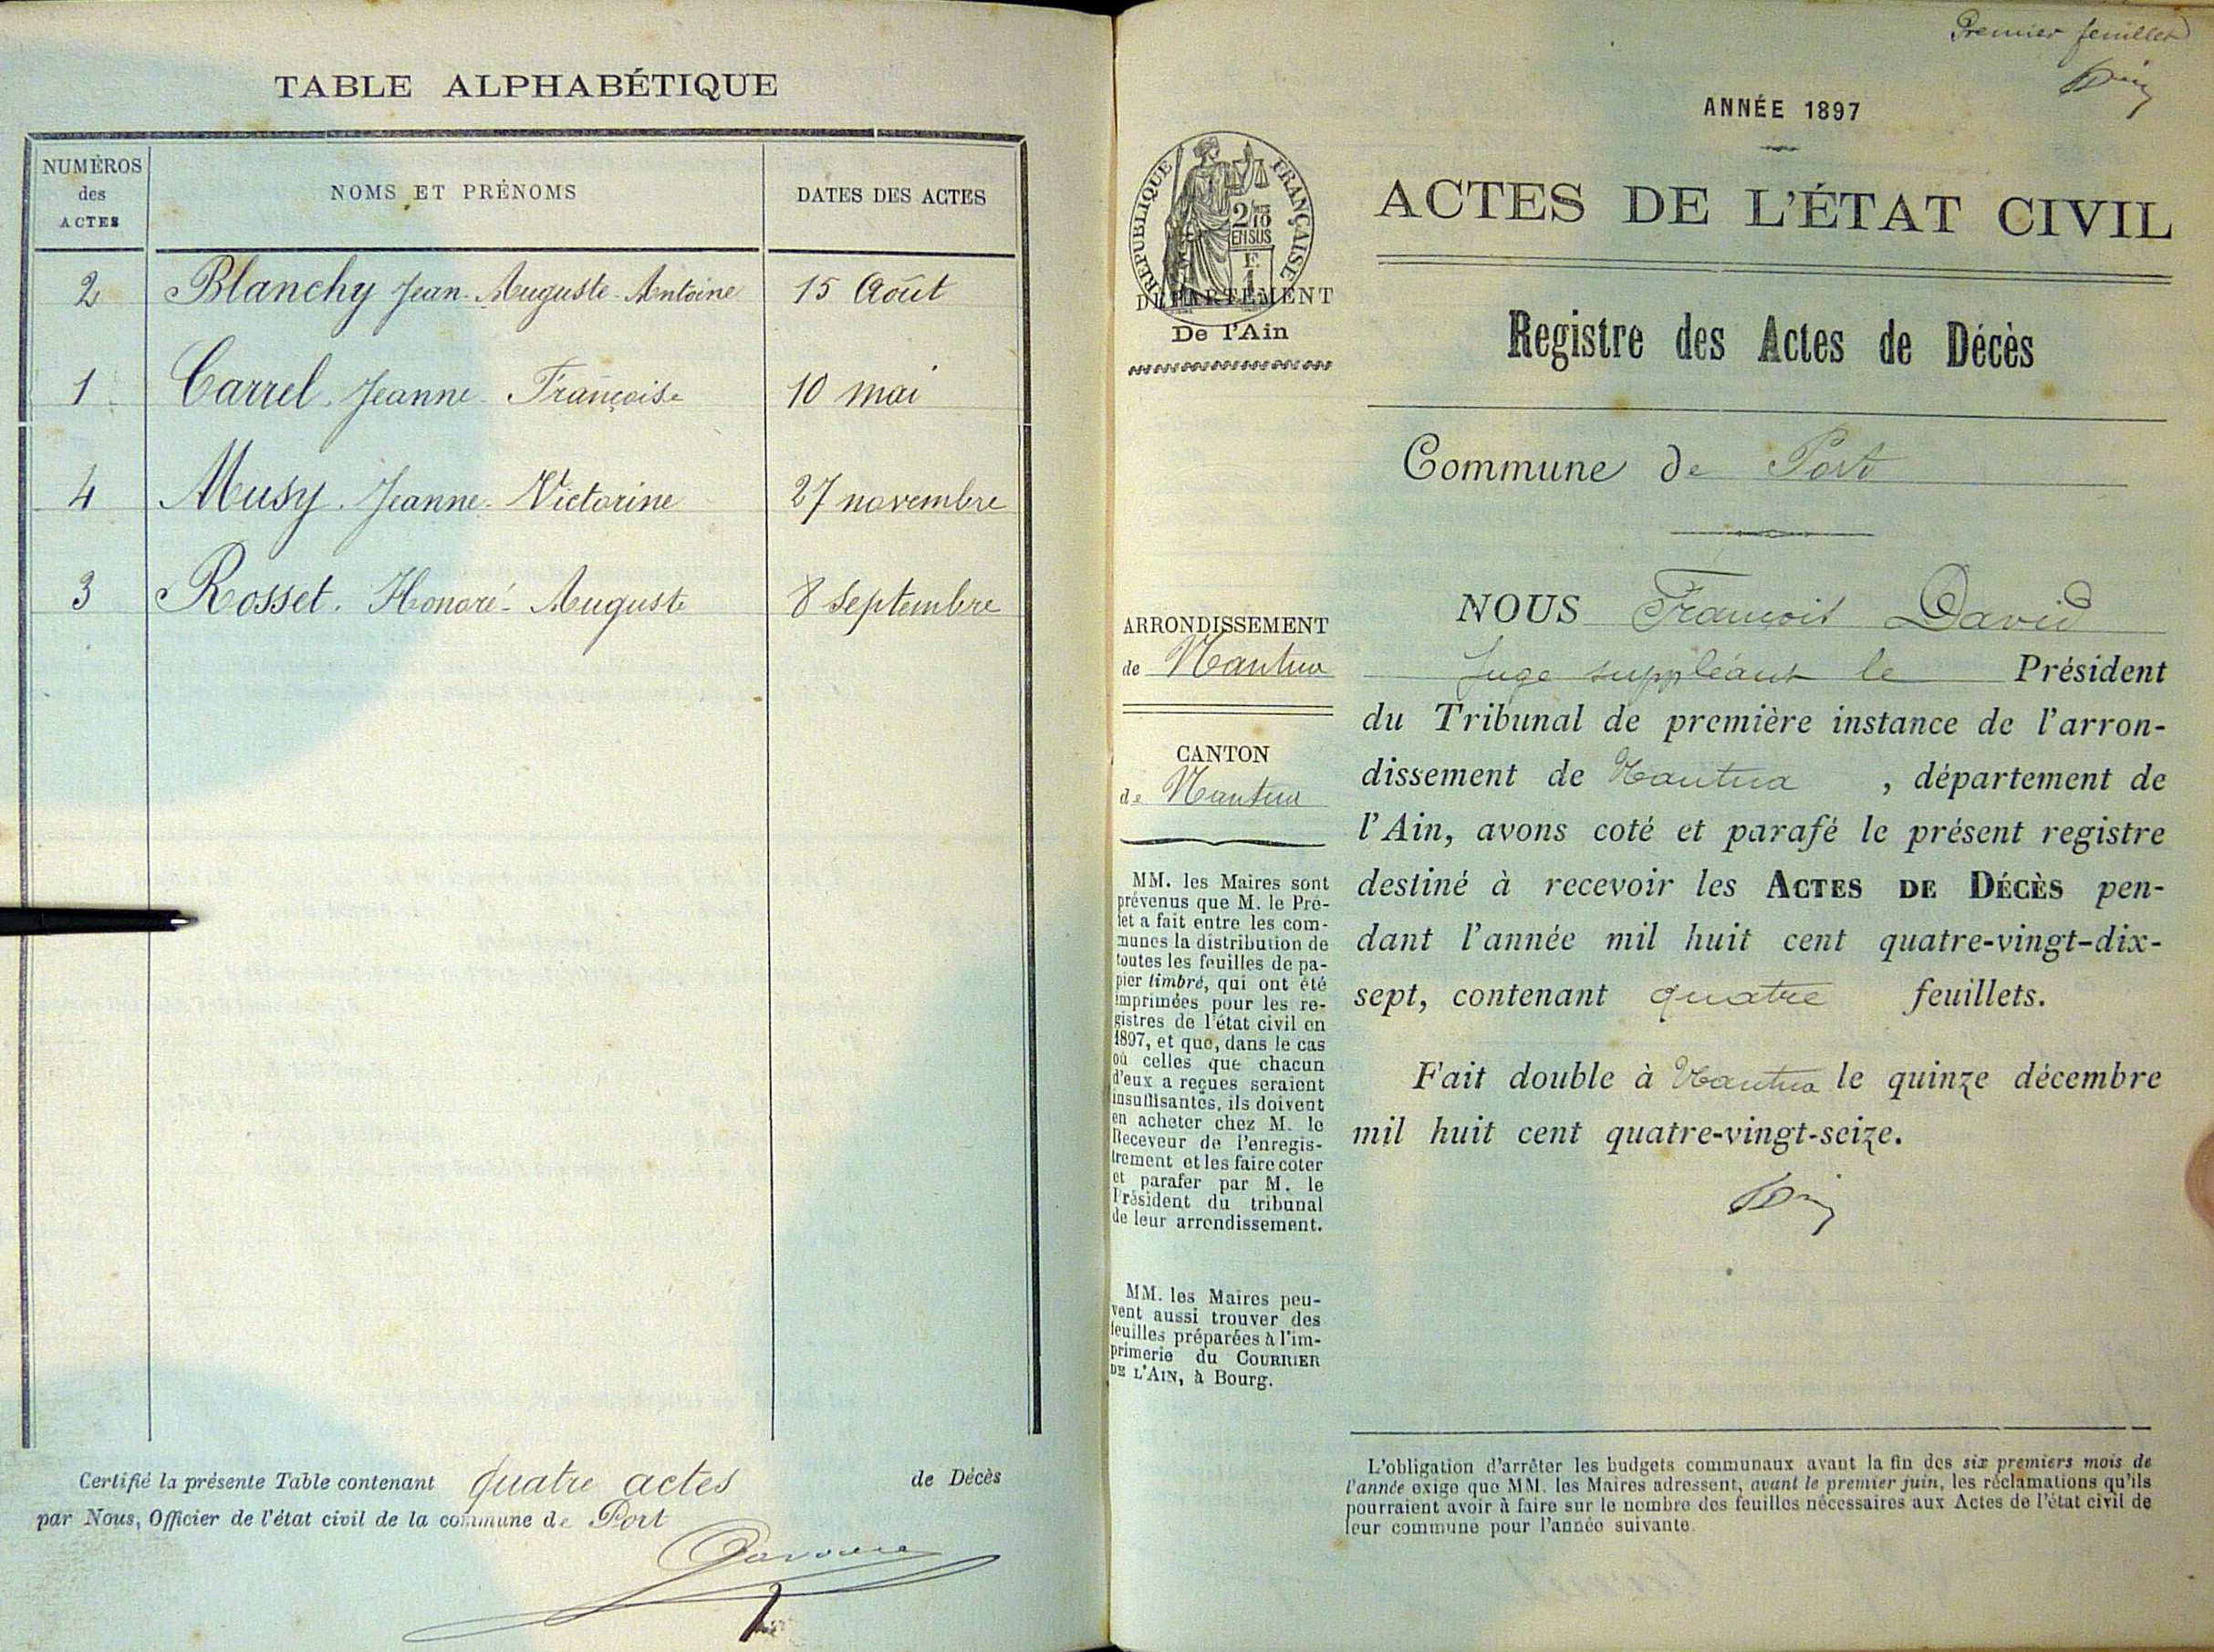 TABLE ALPHABÉTIQUE
NUMÉROS
des
ACTES
NOMS ET PRÉNOMS
DATES DES ACTES
2 Blanchy Jean-Auguste-Antoine 15 Août
1 Carrel Jeanne-Françoise 10 mai
4 Musy Jeanne-Victorine 27 novembre
3 Rosset Honoré-Auguste 8 Septembre
Certifié la présente Table contenant quatre actes de Décès
par Nous, Officier de l'état civil de la commune de Port
Premier feuillet
ANNÉE 1897
RÉPUBLIQUE FRANÇAISE
2/10
EN SUS
ACTES DE L'ÉTAT CIVIL
DÉPARTEMENT
De l'Ain
Registre des Actes de Décès
Commune de Port
ARRONDISSEMENT
de Nantua
CANTON
de Nantua
MM. les Maires sont
prévenus que M. le Pré-
fet a fait entre les com-
munes la distribution de
toutes les feuilles de pa-
pier timbré, qui ont été
imprimées pour les re-
gistres de l'état civil en
1897, et que, dans le cas
où celles que chacun
d'eux a reçues seraient
insuffisantes, ils doivent
en acheter chez M. le
Receveur de l'enregis-
trement et les faire coter
et parafer par M. le
Président du tribunal
de leur arrondissement.
MM. les Maires peu-
vent aussi trouver des
feuilles préparées à l'im-
primerie du COURRIER
DE L'AIN, à Bourg.
NOUS François David
Juge suppléant le Président
du Tribunal de première instance de l'arron-
dissement de Nantua , département de
l'Ain, avons coté et parafé le présent registre
destiné à recevoir les ACTES DE DÉCÈS pen-
dant l'année mil huit cent quatre-vingt-dix-
sept, contenant quatre feuillets.
Fait double à Nantua le quinze décembre
mil huit cent quatre-vingt-seize.
L'obligation d'arrêter les budgets communaux avant la fin des six premiers mois de
l'année exige que MM. les Maires adressent, avant le premier juin, les réclamations qu'ils
pourraient avoir à faire sur le nombre des feuilles nécessaires aux Actes de l'état civil de
leur commune pour l'année suivante.